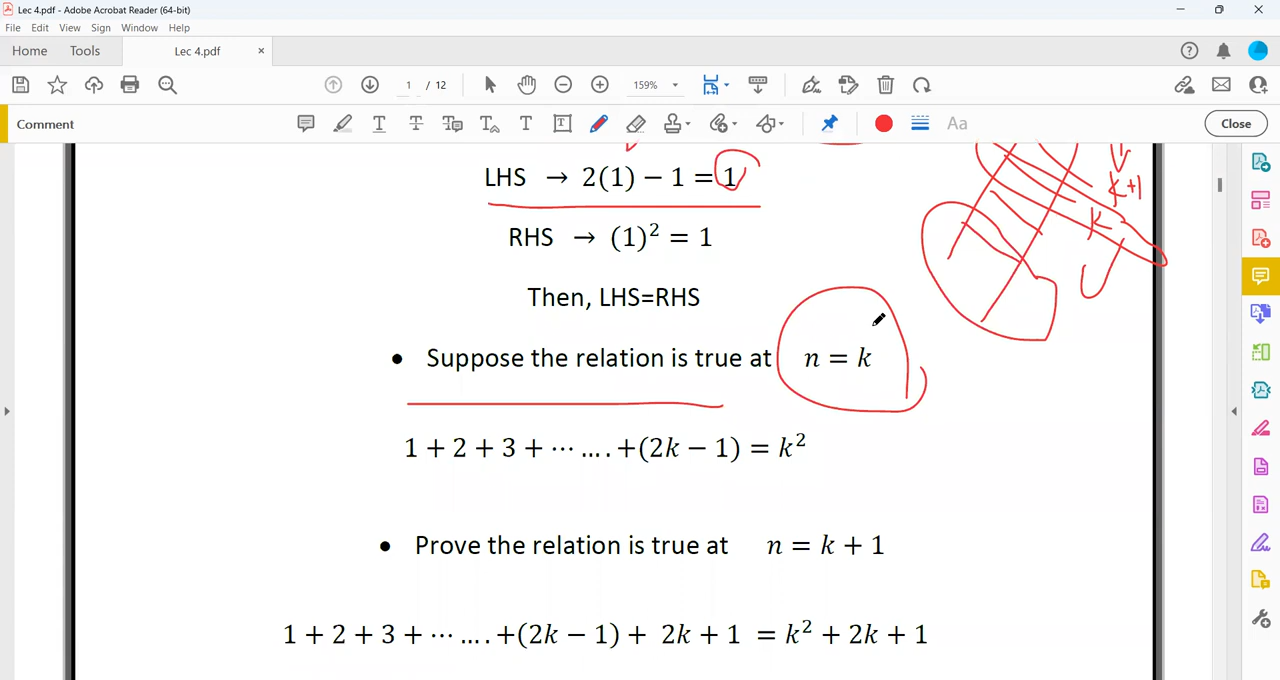 Lec 4.pdf - Adobe Acrobat Reader (64-bit)
File Edit View Sign Window Help
Home Tools Lec 4.pdf ×
1 / 12 159%
Comment Aa Close
LHS → 2(1) − 1 = 1
k+1
k
RHS → (1)² = 1
Then, LHS=RHS
• Suppose the relation is true at n = k
1 + 2 + 3 + ⋯ .... +(2k − 1) = k²
• Prove the relation is true at n = k + 1
1 + 2 + 3 + ⋯ .... +(2k − 1) + 2k + 1 = k² + 2k + 1